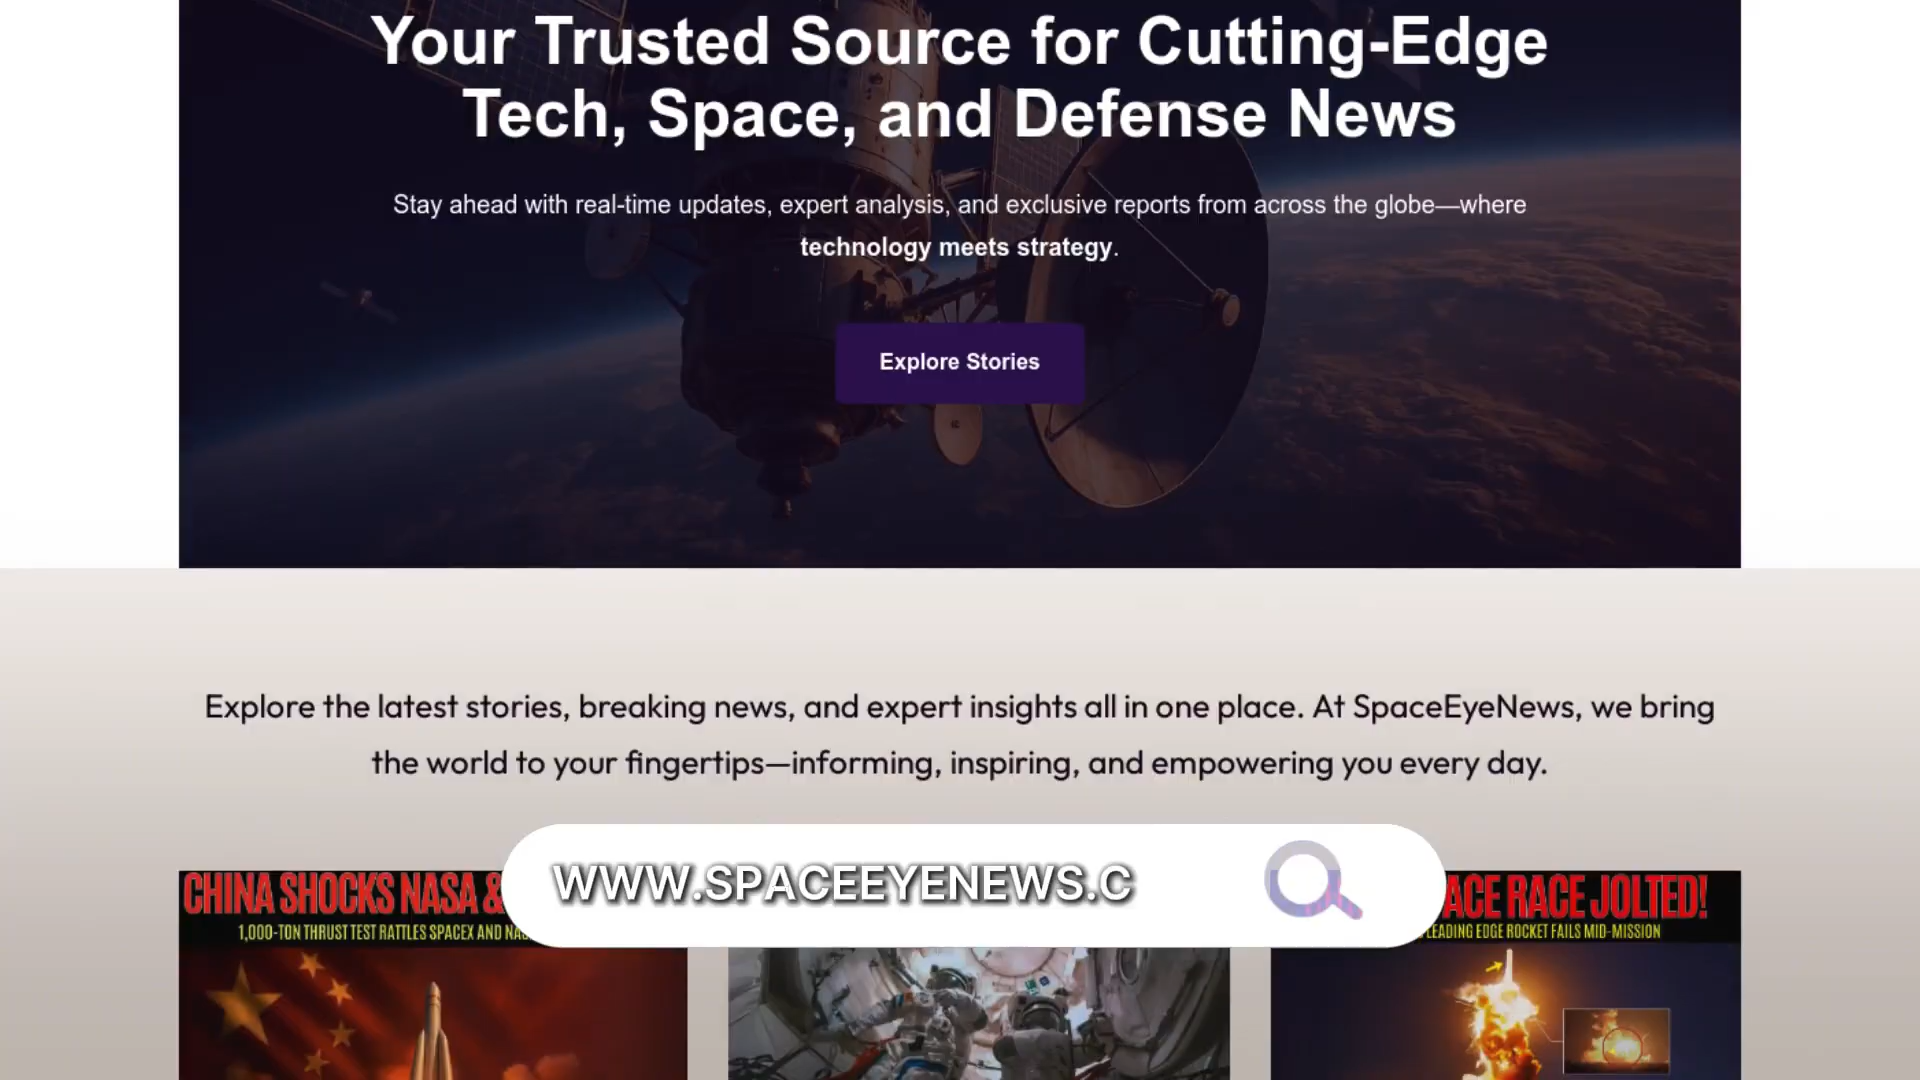 Your Trusted Source for Cutting-Edge
Tech, Space, and Defense News
Stay ahead with real-time updates, expert analysis, and exclusive reports from across the globe—where
technology meets strategy.
Explore Stories
Explore the latest stories, breaking news, and expert insights all in one place. At SpaceEyeNews, we bring
the world to your fingertips—informing, inspiring, and empowering you every day.
WWW.SPACEEYENEWS.C
CHINA SHOCKS NASA &
1,000-TON THRUST TEST RATTLES SPACEX AND
ACE RACE JOLTED!
LEADING EDGE ROCKET FAILS MID-MISSION